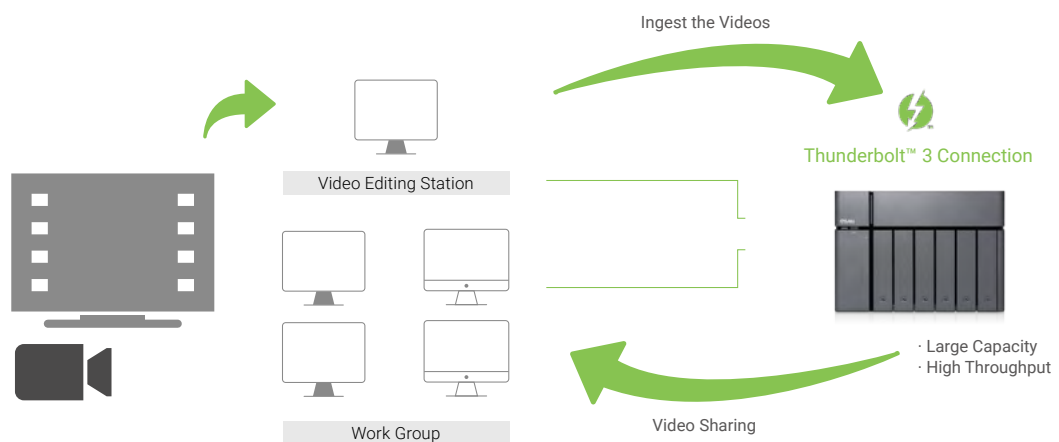 Ingest the Videos
Thunderbolt™ 3 Connection
Video Editing Station
· Large Capacity
· High Throughput
Video Sharing
Work Group